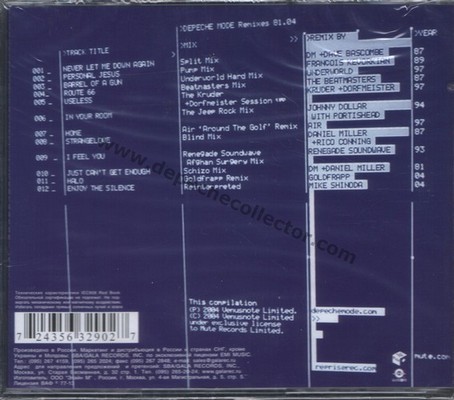 DEPECHE MODE Remixes 81.04
TRACK TITLE MIX REMIX BY YEAR
001 NEVER LET ME DOWN AGAIN Split Mix DM + DAVE BASCOMBE 87
002 PERSONAL JESUS Pump Mix FRANCOIS KEVORKIAN 89
003 BARREL OF A GUN Underworld Hard Mix UNDERWORLD 97
004 ROUTE 66 Beatmasters Mix THE BEATMASTERS 87
005 USELESS The Kruder KRUDER + DORFMEISTER 97
+Dorfmeister Session
006 IN YOUR ROOM The Jeep Rock Mix JOHNNY DOLLAR 94
WITH PORTISHEAD
007 HOME Air "Around The Golf" Remix AIR 97
008 STRANGELOVE Blind Mix DANIEL MILLER 87
+ RICO CONNING
009 I FEEL YOU Renegade Soundwave RENEGADE SOUNDWAVE 93
Afghan Surgery Mix
010 JUST CAN'T GET ENOUGH Schizo Mix DM + DANIEL MILLER 81
011 HALO Goldfrapp Remix GOLDFRAPP 04
012 ENJOY THE SILENCE Reinterpreted MIKE SHINODA 04
www.depechecollector.com
This compilation
(P) 2004 Venusnote Limited.
(C) 2004 Venusnote Limited
under exclusive license
to Mute Records Limited.
depechemode.com
mute.com
repriserec.com
7 24356 32902 7